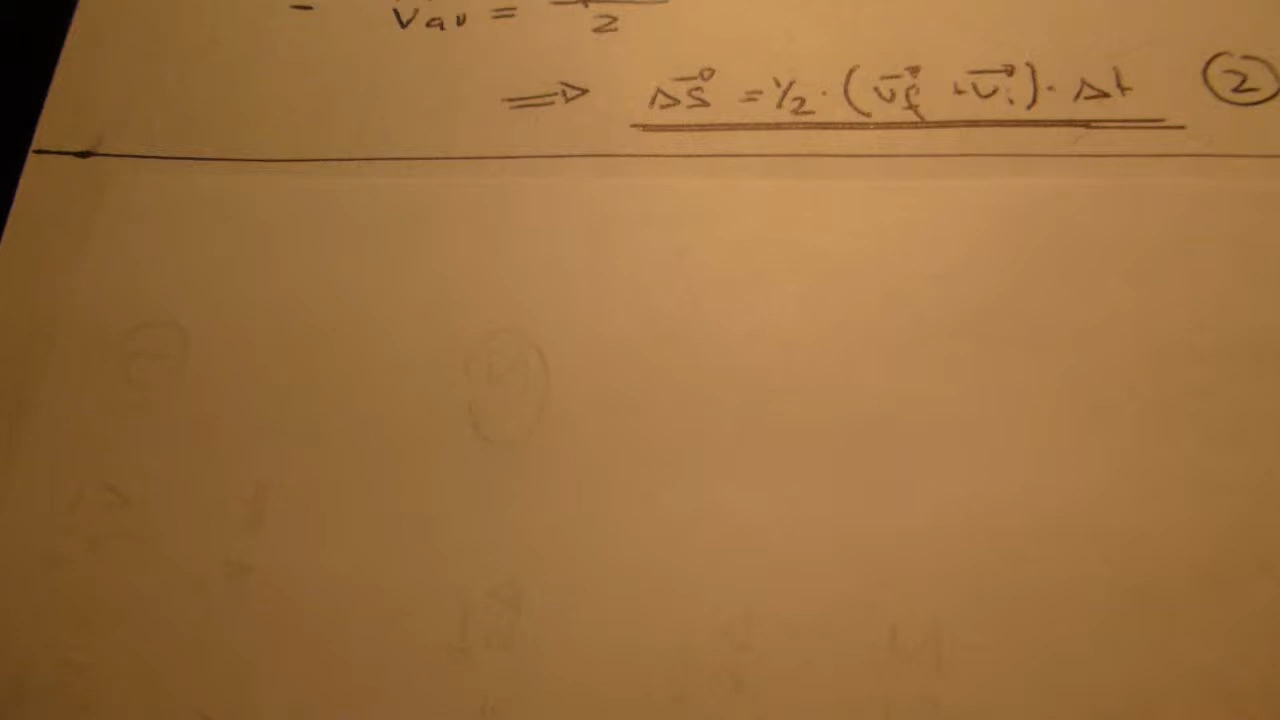 - Vav = 2
⇒ Δs⃗ = 1/2 · (v⃗f + v⃗i) · Δt (2)